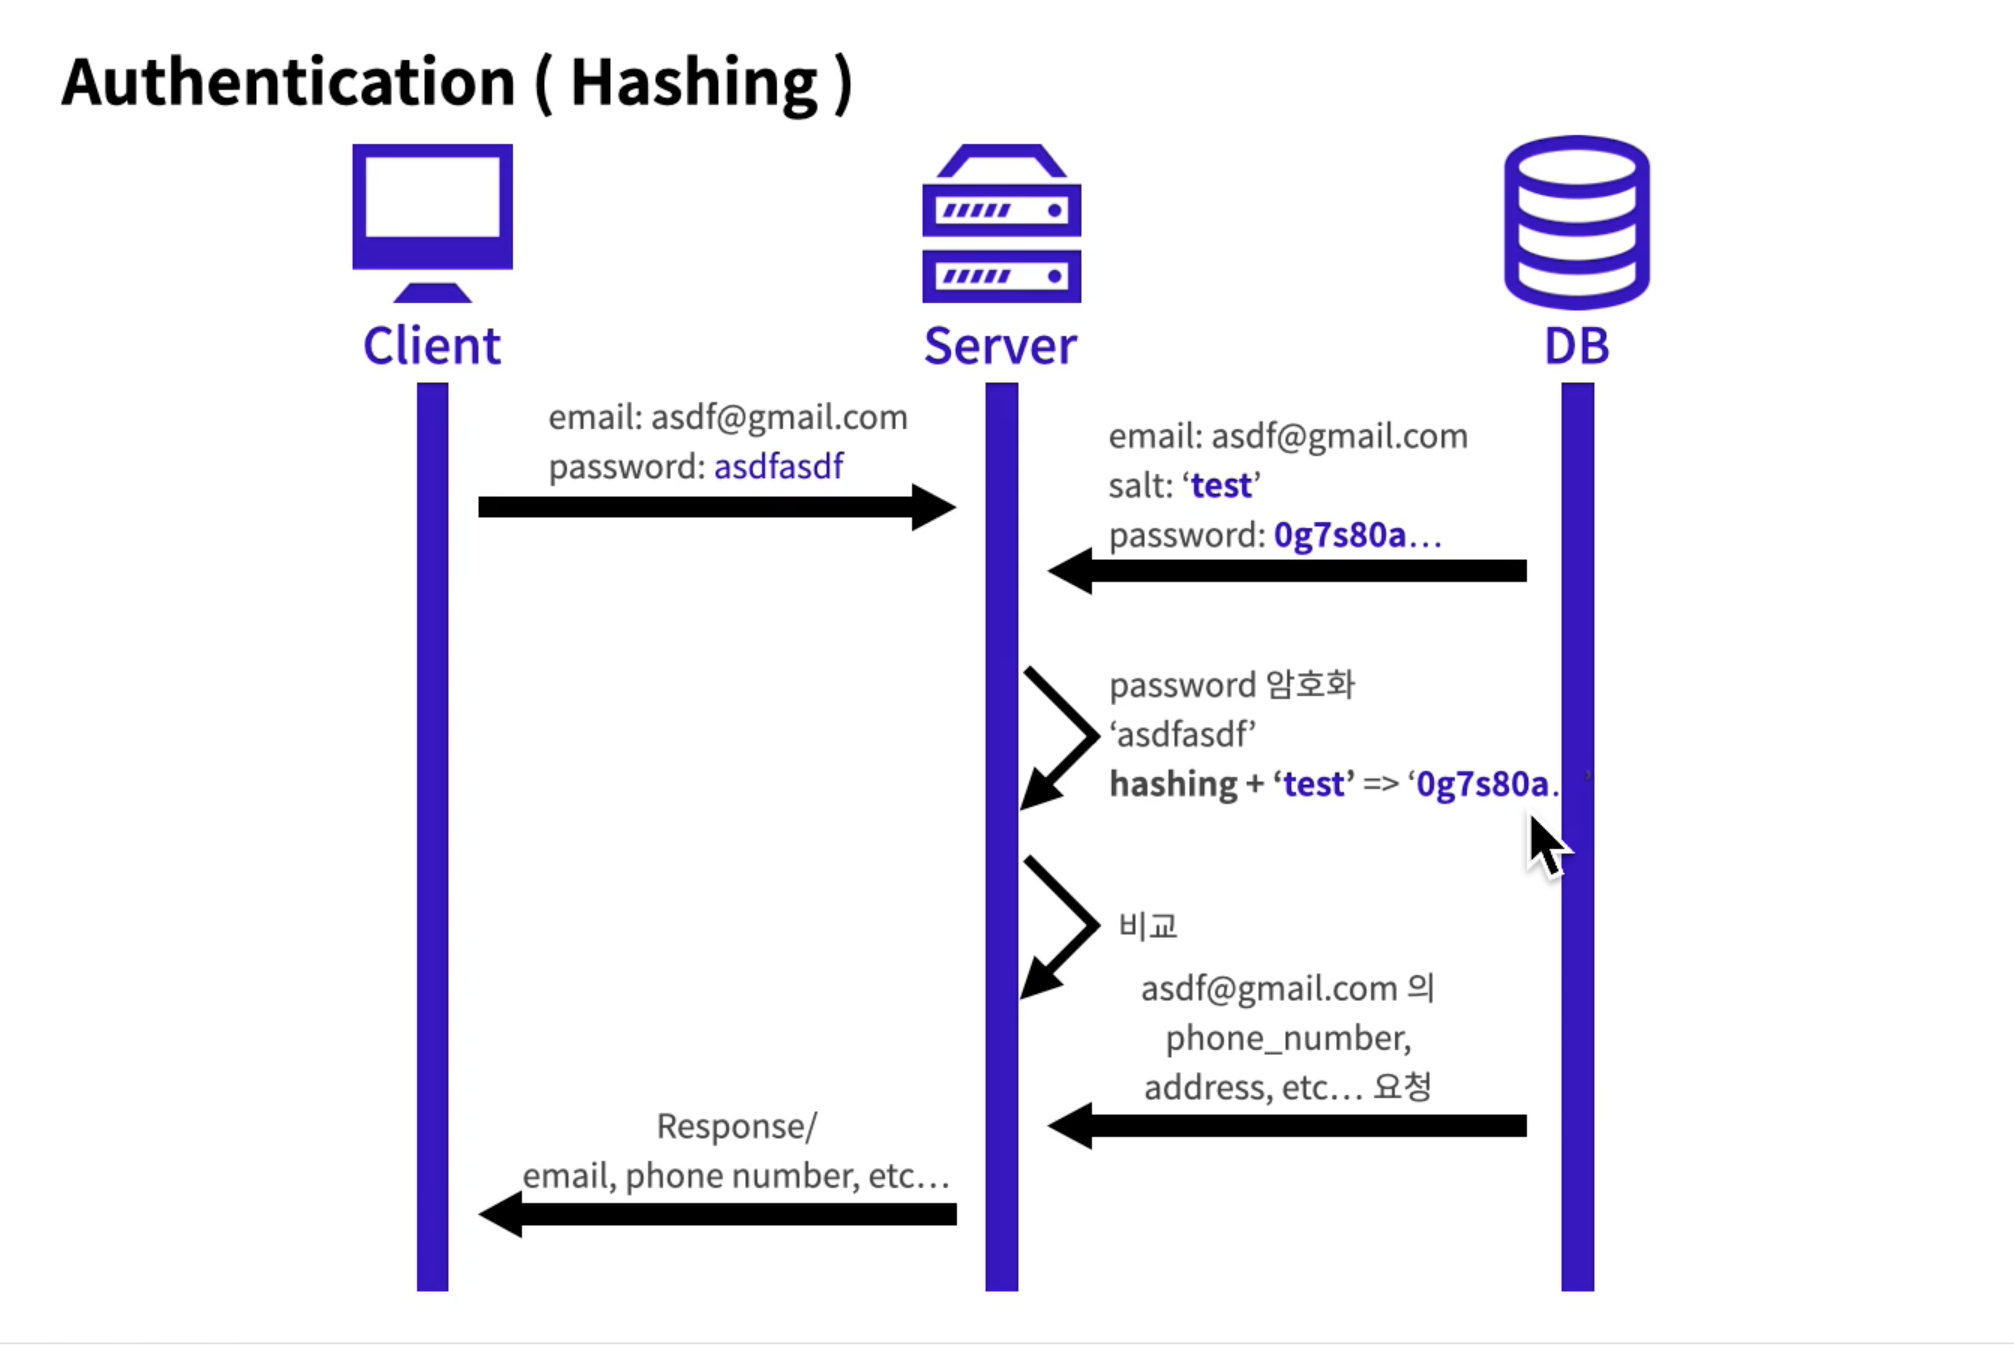 Authentication ( Hashing )
Client
Server
DB
email: asdf@gmail.com
password: asdfasdf
email: asdf@gmail.com
salt: ‘test’
password: 0g7s80a…
password 암호화
‘asdfasdf’
hashing + ‘test’ => ‘0g7s80a. ’
비교
asdf@gmail.com 의
phone_number,
address, etc… 요청
Response/
email, phone number, etc…